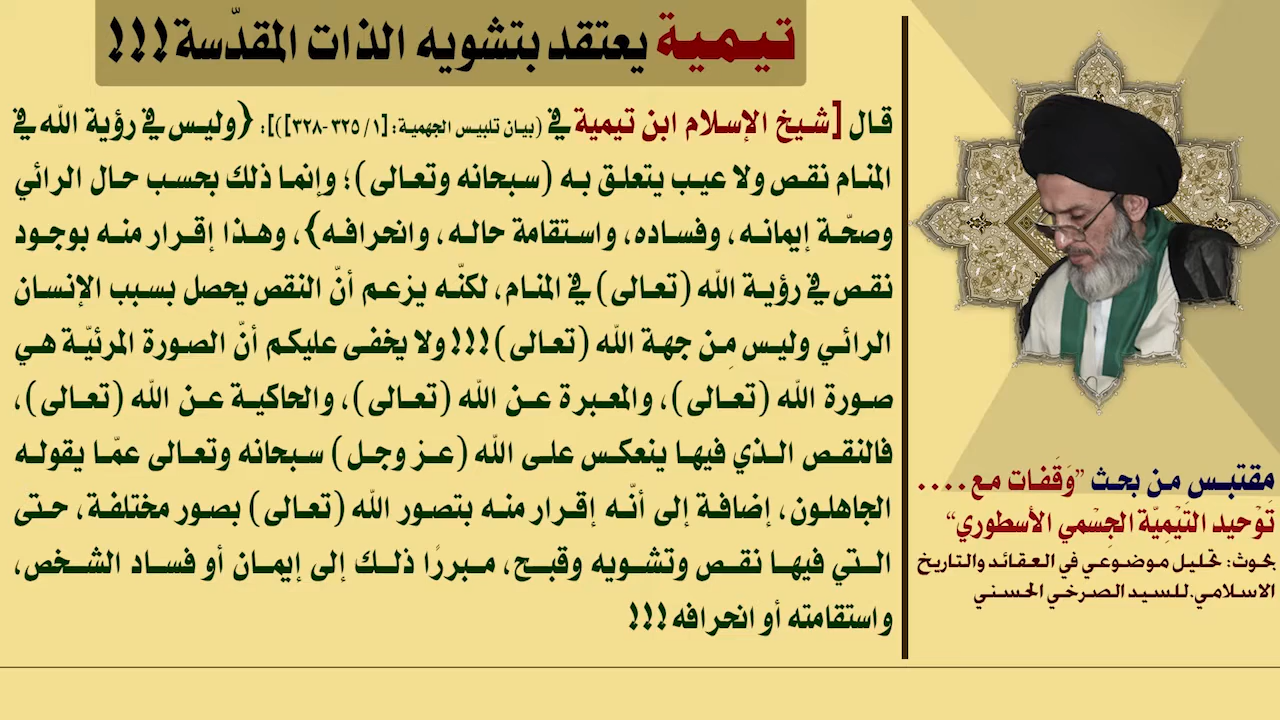 تيمية يعتقد بتشويه الذات المقدّسة!!!
قال [شيخ الإسلام ابن تيمية في (بيان تلبيس الجهمية: [١/ ٣٢٥ -٣٢٨])]: {وليس في رؤية الله في
المنام نقص ولا عيب يتعلق به (سبحانه وتعالى)؛ وإنما ذلك بحسب حال الرائي
وصحّة إيمانه، وفساده، واستقامة حاله، وانحرافه}، وهذا إقرار منه بوجود
نقص في رؤية الله (تعالى) في المنام، لكنّه يزعم أنّ النقص يحصل بسبب الإنسان
الرائي وليس مِن جهة الله (تعالى)!!! ولا يخفى عليكم أنّ الصورة المرئيّة هي
صورة الله (تعالى)، والمعبرة عن الله (تعالى)، والحاكية عن الله (تعالى)،
فالنقص الذي فيها ينعكس على الله (عز وجل) سبحانه وتعالى عمّا يقوله
الجاهلون، إضافة إلى أنّه إقرار منه بتصور الله (تعالى) بصور مختلفة، حتى
التي فيها نقص وتشويه وقبح، مبررًا ذلك إلى إيمان أو فساد الشخص،
واستقامته أو انحرافه!!!
مقتبسِ مِن بحث "وَقَفات مع....
تَوْحيد التَيْمِيّة الجِسْمي الأسطوري"
بحوث: تحليل موضوعي في العقائد والتاريخ
الاسلامي.للسيد الصرخي الحسني